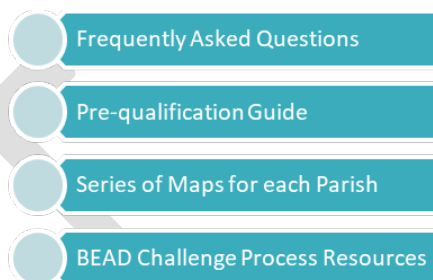 Frequently Asked Questions
Pre-qualification Guide
Series of Maps for each Parish
BEAD Challenge Process Resources